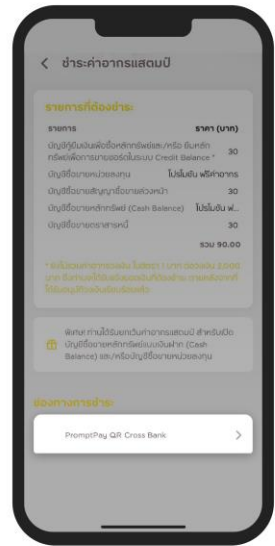 ชำระค่าอากรแสตมป์
รายการที่ต้องชำระ
รายการ ราคา (บาท)
บัญชีกู้ยืมเงินเพื่อซื้อหลักทรัพย์และ/หรือ ยืมหลัก
ทรัพย์เพื่อการขายชอร์ตในระบบ Credit Balance * 30
บัญชีซื้อขายหน่วยลงทุน โปรโมชั่น ฟรีค่าอากร
บัญชีซื้อขายสัญญาซื้อขายล่วงหน้า 30
บัญชีซื้อขายหลักทรัพย์ (Cash Balance) โปรโมชั่น ฟ...
บัญชีซื้อขายตราสารหนี้ 30
รวม 90.00
พิเศษ! ท่านได้รับยกเว้นค่าอากรแสตมป์ สำหรับเปิด
บัญชีซื้อขายหลักทรัพย์แบบเงินฝาก (Cash
Balance) และ/หรือบัญชีซื้อขายหน่วยลงทุน
ช่องทางการชำระ
PromptPay QR Cross Bank